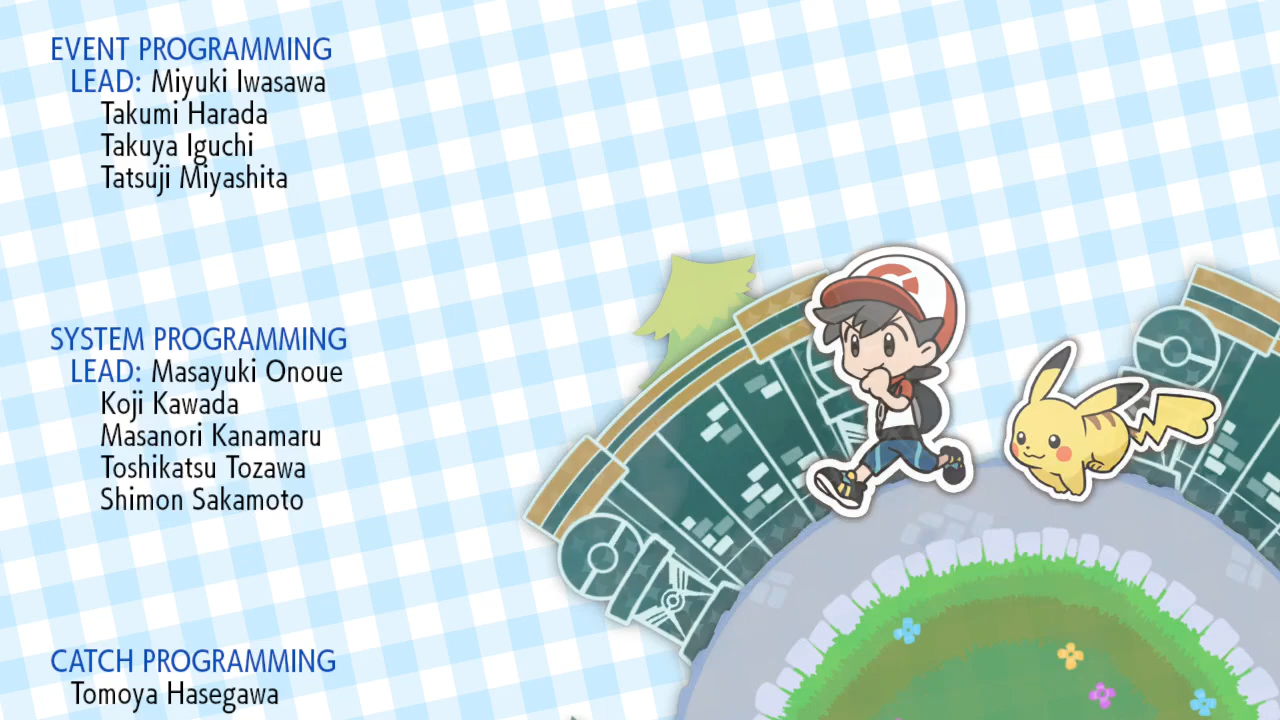 EVENT PROGRAMMING
LEAD: Miyuki Iwasawa
Takumi Harada
Takuya Iguchi
Tatsuji Miyashita
SYSTEM PROGRAMMING
LEAD: Masayuki Onoue
Koji Kawada
Masanori Kanamaru
Toshikatsu Tozawa
Shimon Sakamoto
CATCH PROGRAMMING
Tomoya Hasegawa